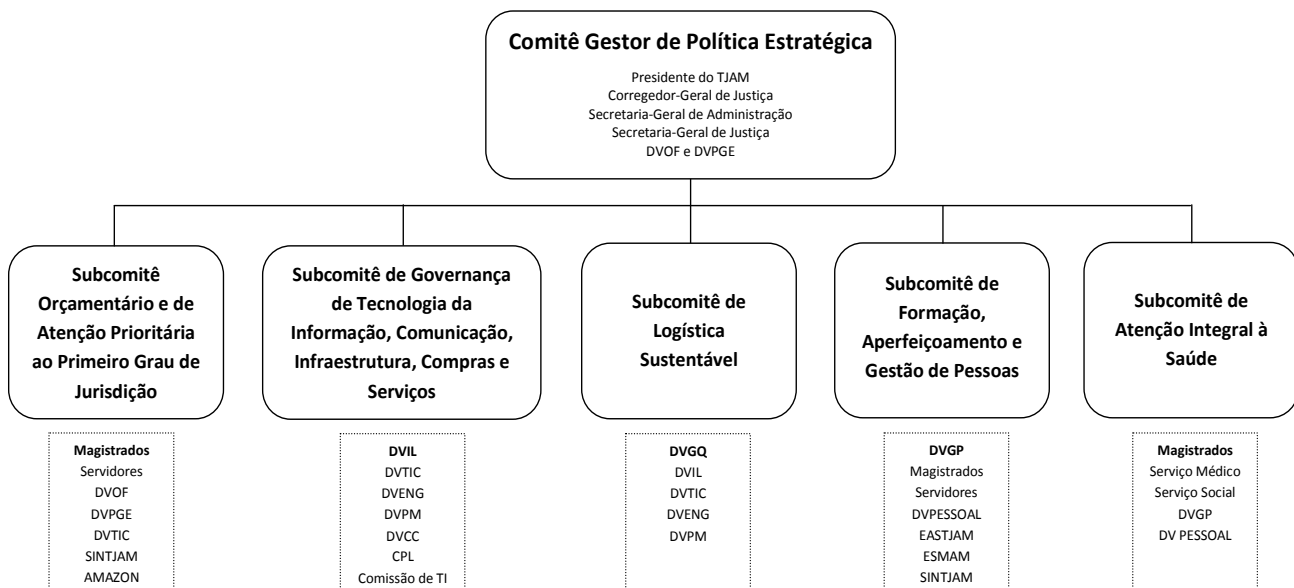 Comitê Gestor de Política Estratégica
Presidente do TJAM
Corregedor-Geral de Justiça
Secretaria-Geral de Administração
Secretaria-Geral de Justiça
DVOF e DVPGE
Subcomitê
Orçamentário e de
Atenção Prioritária
ao Primeiro Grau de
Jurisdição
Subcomitê de Governança
de Tecnologia da
Informação, Comunicação,
Infraestrutura, Compras e
Serviços
Subcomitê de
Logística
Sustentável
Subcomitê de
Formação,
Aperfeiçoamento e
Gestão de Pessoas
Subcomitê de
Atenção Integral à
Saúde
Magistrados
Servidores
DVOF
DVPGE
DVTIC
SINTJAM
AMAZON
DVIL
DVTIC
DVENG
DVPM
DVCC
CPL
Comissão de TI
DVGQ
DVIL
DVTIC
DVENG
DVPM
DVGP
Magistrados
Servidores
DVPESSOAL
EASTJAM
ESMAM
SINTJAM
Magistrados
Serviço Médico
Serviço Social
DVGP
DV PESSOAL